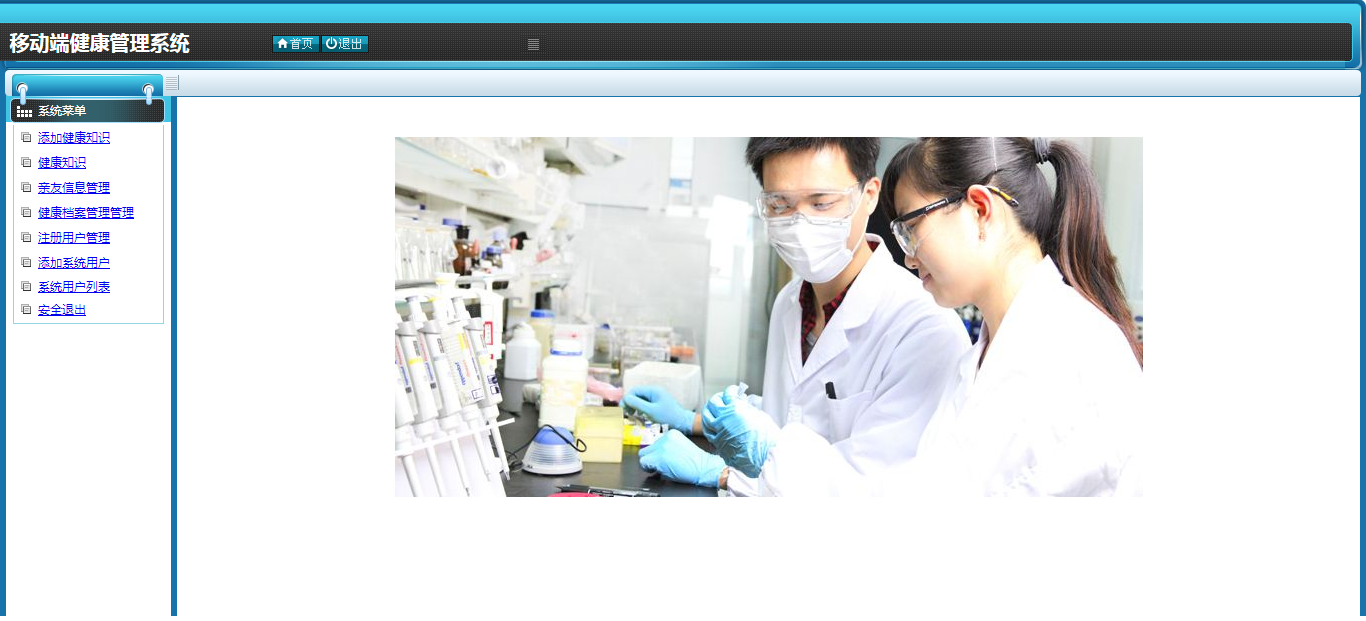 移动端健康管理系统
首页 退出
系统菜单
添加健康知识
健康知识
亲友信息管理
健康档案管理管理
注册用户管理
添加系统用户
系统用户列表
安全退出